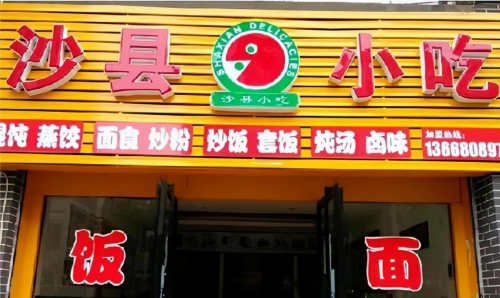 沙县 小吃
SHAXIAN DELICACIES
沙县小吃
馄饨 蒸饺 面食 炒粉 炒饭 套饭 炖汤 卤味
加盟热线:
13868089
饭 面